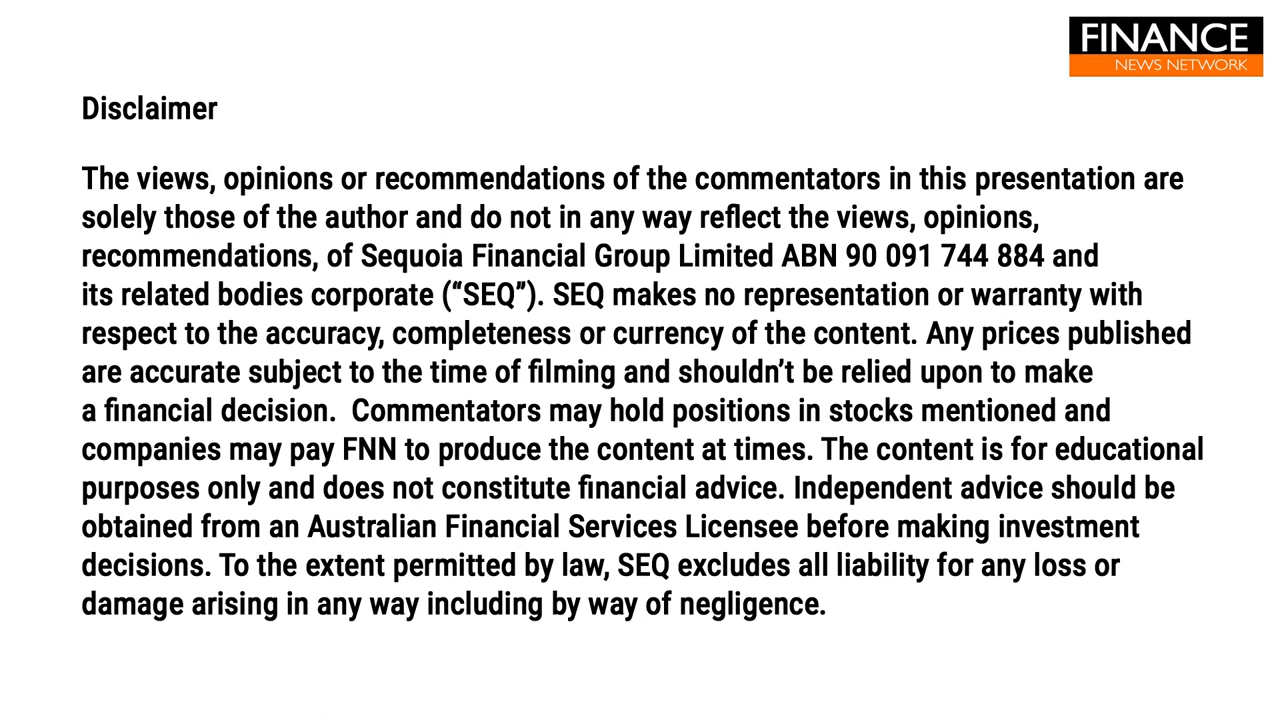 FINANCE
NEWS NETWORK
Disclaimer
The views, opinions or recommendations of the commentators in this presentation are
solely those of the author and do not in any way reflect the views, opinions,
recommendations, of Sequoia Financial Group Limited ABN 90 091 744 884 and
its related bodies corporate (“SEQ”). SEQ makes no representation or warranty with
respect to the accuracy, completeness or currency of the content. Any prices published
are accurate subject to the time of filming and shouldn’t be relied upon to make
a financial decision.  Commentators may hold positions in stocks mentioned and
companies may pay FNN to produce the content at times. The content is for educational
purposes only and does not constitute financial advice. Independent advice should be
obtained from an Australian Financial Services Licensee before making investment
decisions. To the extent permitted by law, SEQ excludes all liability for any loss or
damage arising in any way including by way of negligence.